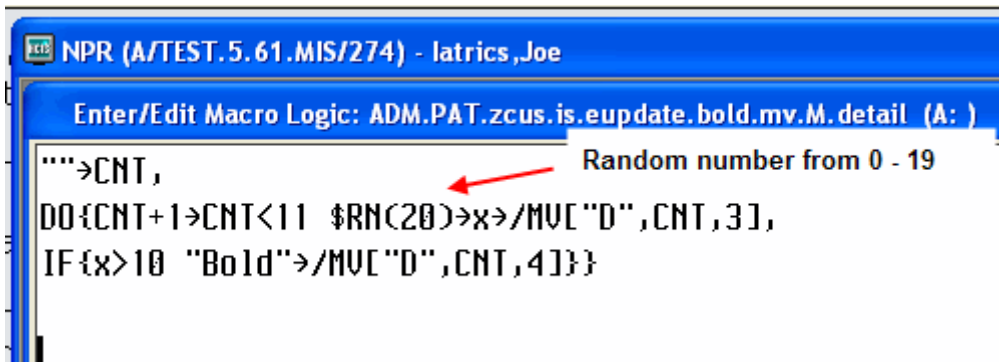 NPR (A/TEST.5.61.MIS/274) - Iatrics,Joe
Enter/Edit Macro Logic: ADM.PAT.zcus.is.eupdate.bold.mv.M.detail (A: )
Random number from 0 - 19
""→CNT,
DO{CNT+1→CNT<11 $RN(20)→x→/MV["D",CNT,3],
IF{x>10 "Bold"→/MV["D",CNT,4]}}